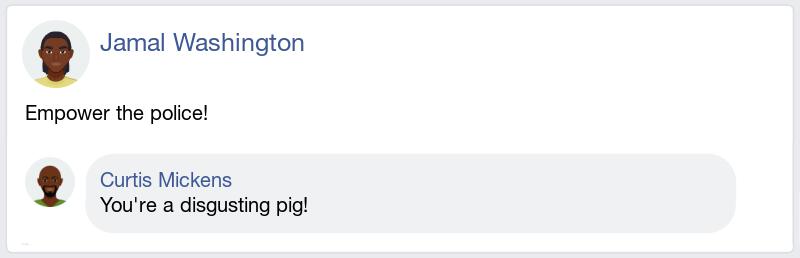 Jamal Washington
Empower the police!
Curtis Mickens
You're a disgusting pig!